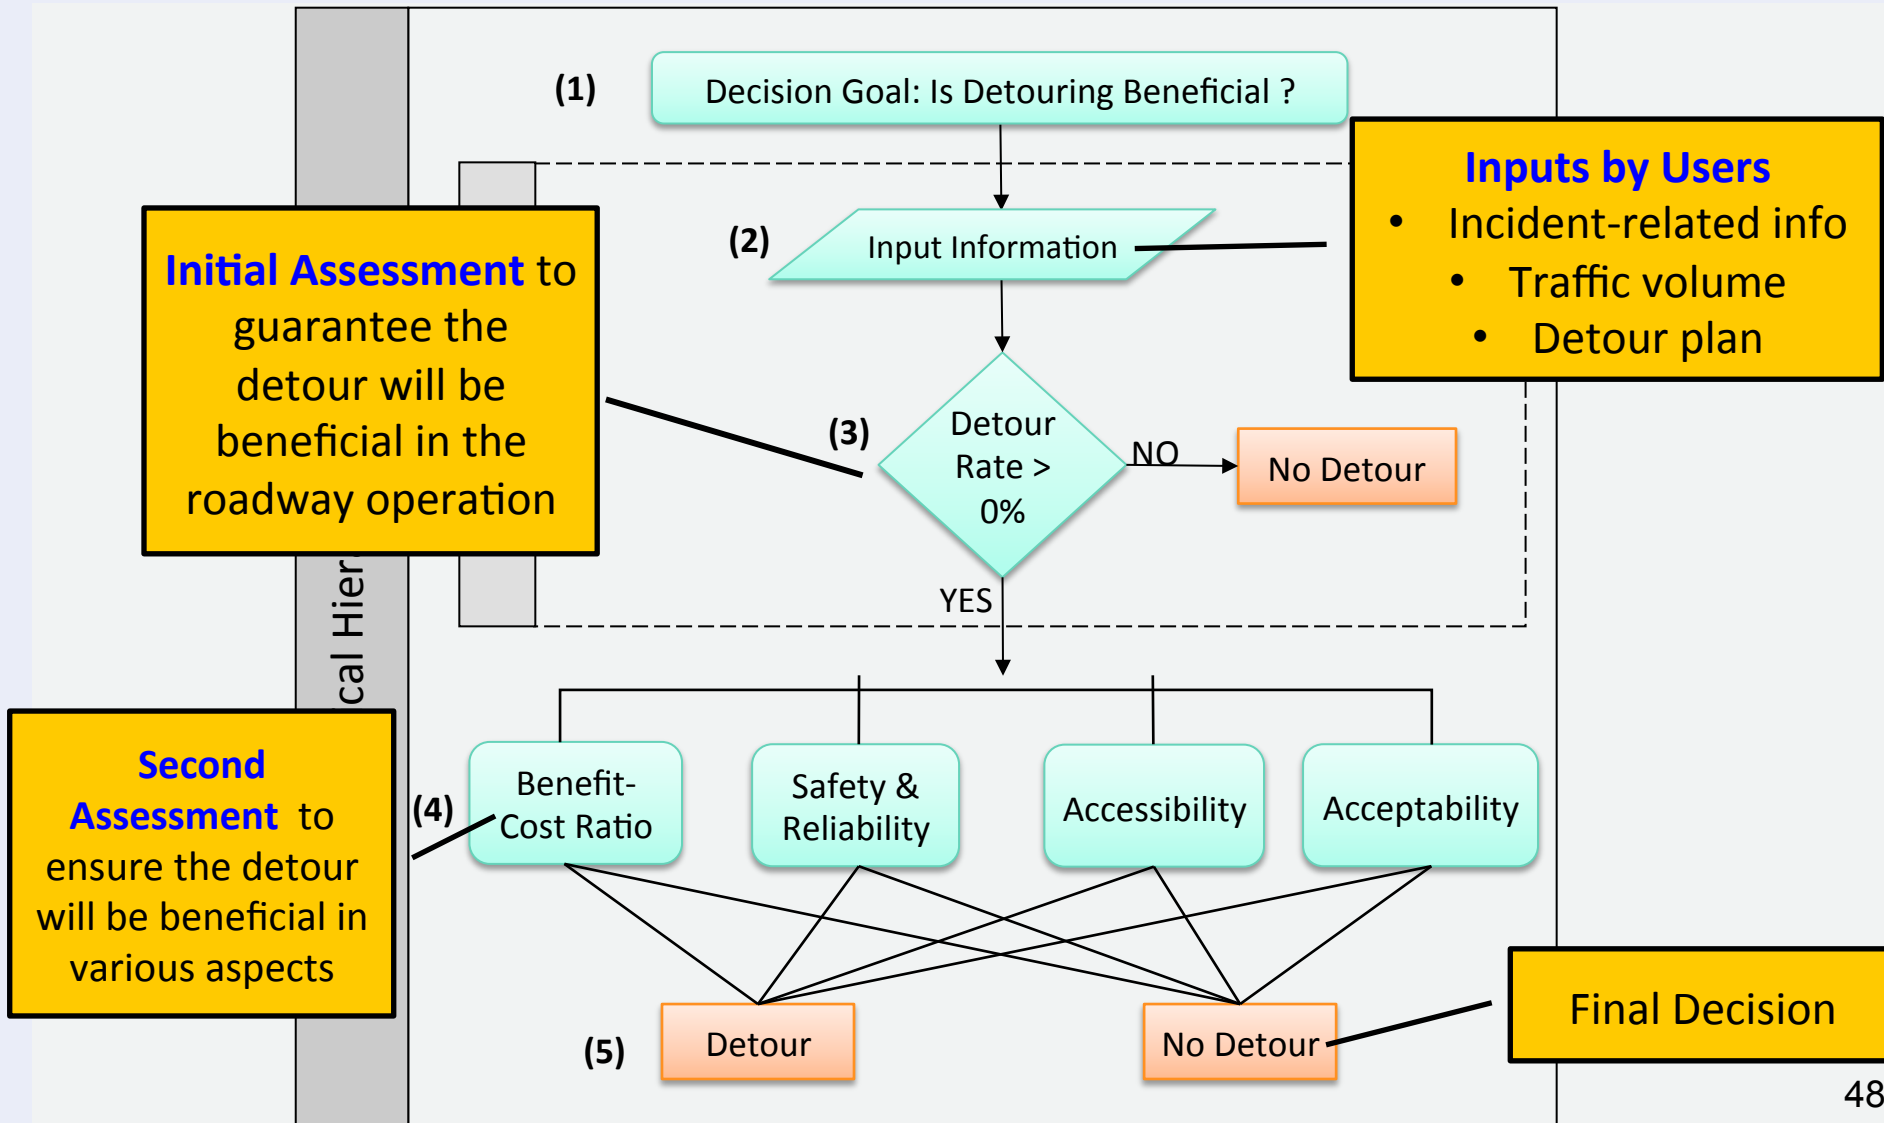 (1)
Decision Goal: Is Detouring Beneficial ?
Inputs by Users
• Incident-related info
• Traffic volume
• Detour plan
(2)
Input Information
Initial Assessment to
guarantee the
detour will be
beneficial in the
roadway operation
(3)
Detour
Rate >
0%
NO
No Detour
YES
Second
Assessment to
ensure the detour
will be beneficial in
various aspects
(4)
Benefit-
Cost Ratio
Safety &
Reliability
Accessibility
Acceptability
(5)
Detour
No Detour
Final Decision
48